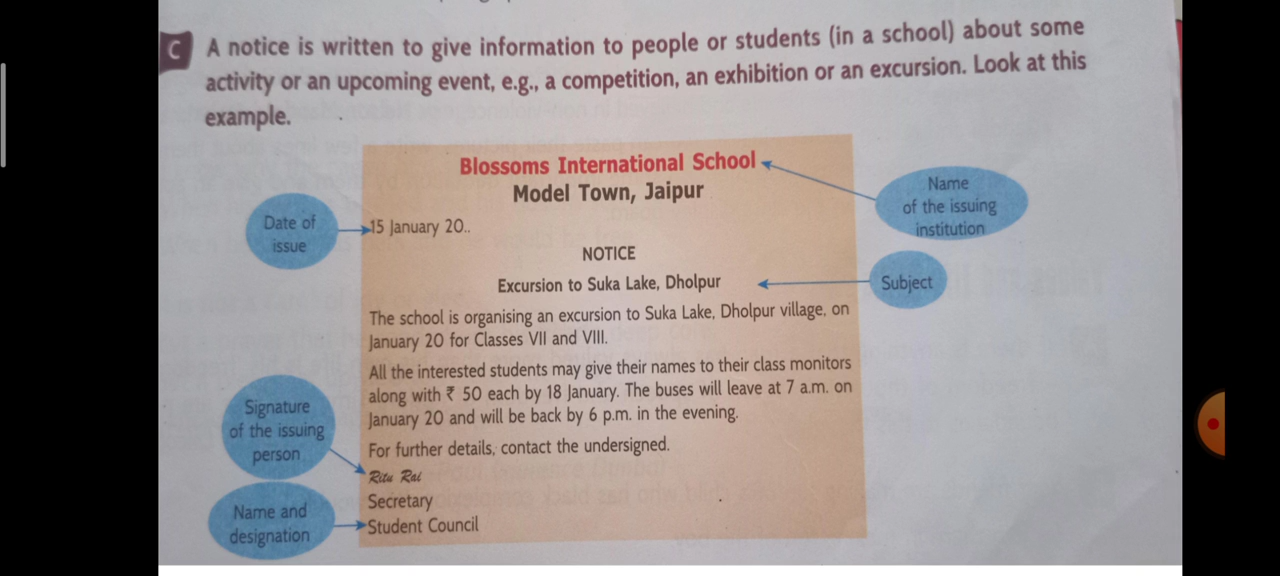 C A notice is written to give information to people or students (in a school) about some
activity or an upcoming event, e.g., a competition, an exhibition or an excursion. Look at this
example.
Blossoms International School
Model Town, Jaipur
Name
of the issuing
institution
Date of
issue
15 January 20..
NOTICE
Excursion to Suka Lake, Dholpur
Subject
The school is organising an excursion to Suka Lake, Dholpur village, on
January 20 for Classes VII and VIII.
All the interested students may give their names to their class monitors
along with ₹ 50 each by 18 January. The buses will leave at 7 a.m. on
January 20 and will be back by 6 p.m. in the evening.
For further details, contact the undersigned.
Signature
of the issuing
person
Ritu Rai
Secretary
Student Council
Name and
designation